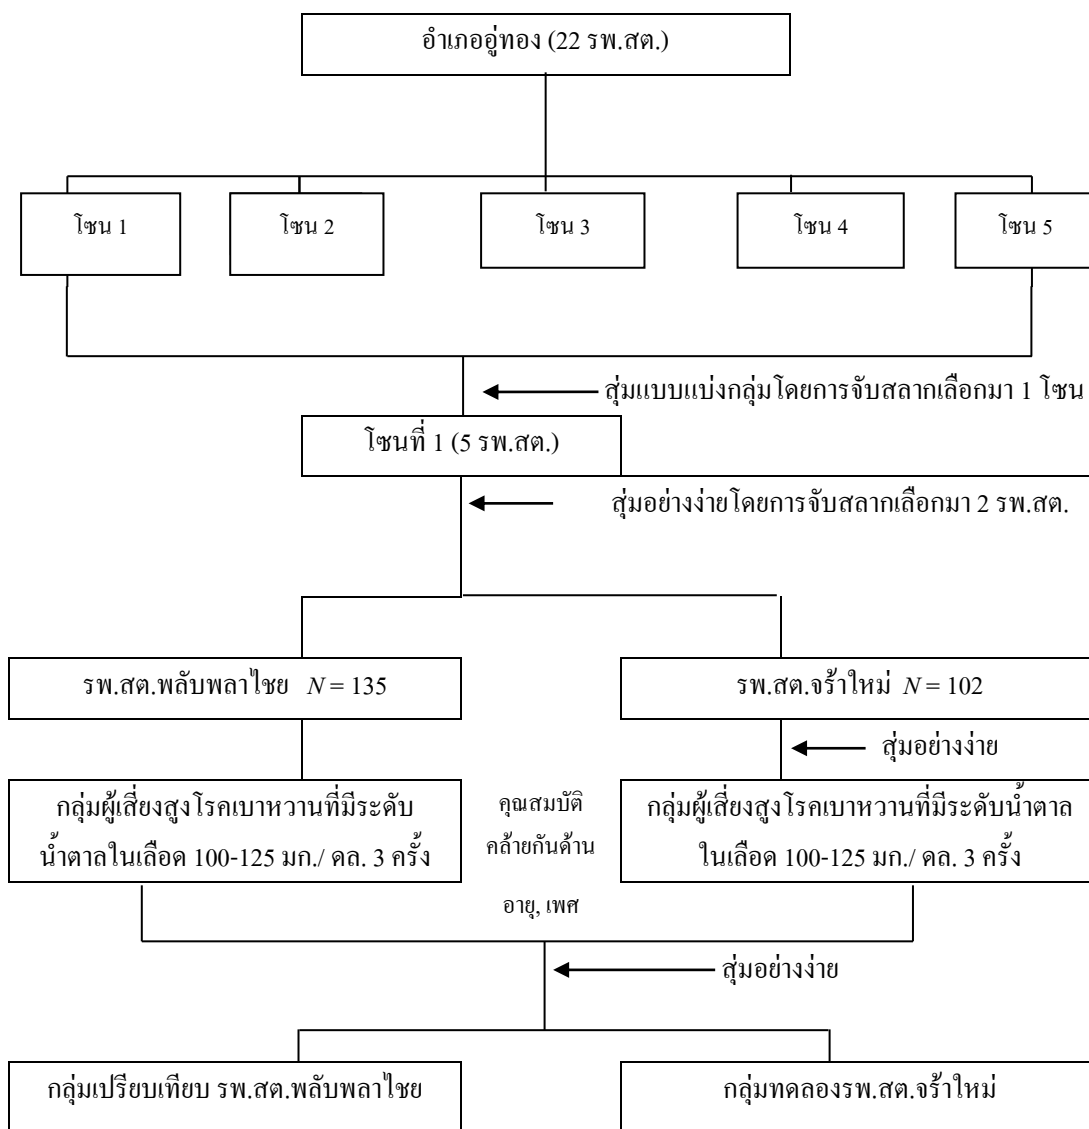 อำเภออู่ทอง (22 รพ.สต.)
โซน 1
โซน 2
โซน 3
โซน 4
โซน 5
สุ่มแบบแบ่งกลุ่มโดยการจับสลากเลือกมา 1 โซน
โซนที่ 1 (5 รพ.สต.)
สุ่มอย่างง่ายโดยการจับสลากเลือกมา 2 รพ.สต.
รพ.สต.พลับพลาไชย N = 135
รพ.สต.จร้าใหม่ N = 102
สุ่มอย่างง่าย
กลุ่มผู้เสี่ยงสูงโรคเบาหวานที่มีระดับ
น้ำตาลในเลือด 100-125 มก./ ดล. 3 ครั้ง
คุณสมบัติ
คล้ายกันด้าน
อายุ, เพศ
กลุ่มผู้เสี่ยงสูงโรคเบาหวานที่มีระดับน้ำตาล
ในเลือด 100-125 มก./ ดล. 3 ครั้ง
สุ่มอย่างง่าย
กลุ่มเปรียบเทียบ รพ.สต.พลับพลาไชย
กลุ่มทดลองรพ.สต.จร้าใหม่